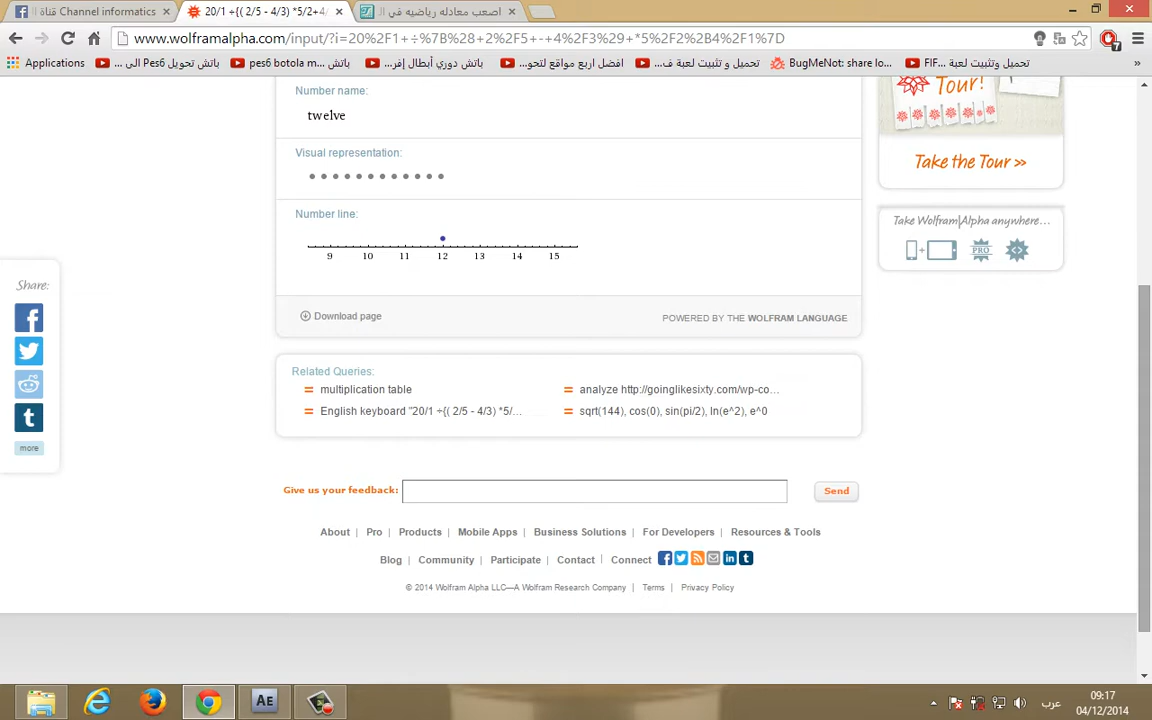 Channel informatics قناة ال
20/1 ÷{( 2/5 - 4/3) *5/2+4/
اصعب معادله رياضيه في ال
www.wolframalpha.com/input/?i=20%2F1 + ÷%7B%28 + 2%2F5 + - + 4%2F3%29 + *5%2F2%2B4%2F1%7D
Applications
باتش تحويل Pes6 الى ...
pes6 botola m... باتش
باتش دوري أبطال إفر...
افضل اربع مواقع لتحو...
تحميل و تثبيت لعبة ف...
BugMeNot: share lo...
تحميل وتثبيت لعبة FIF...
»
Number name:
twelve
Visual representation:
Number line:
9 10 11 12 13 14 15
Download page
POWERED BY THE WOLFRAM LANGUAGE
Tour!
Take the Tour »
Take Wolfram|Alpha anywhere...
PRO
Share:
more
Related Queries:
= multiplication table
= analyze http://goinglikesixty.com/wp-co...
= English keyboard "20/1 ÷{( 2/5 - 4/3) *5/...
= sqrt(144), cos(0), sin(pi/2), ln(e^2), e^0
Give us your feedback:
Send
About | Pro | Products | Mobile Apps | Business Solutions | For Developers | Resources & Tools
Blog | Community | Participate | Contact | Connect
© 2014 Wolfram Alpha LLC—A Wolfram Research Company | Terms | Privacy Policy
Ae
عرب
09:17
04/12/2014
7